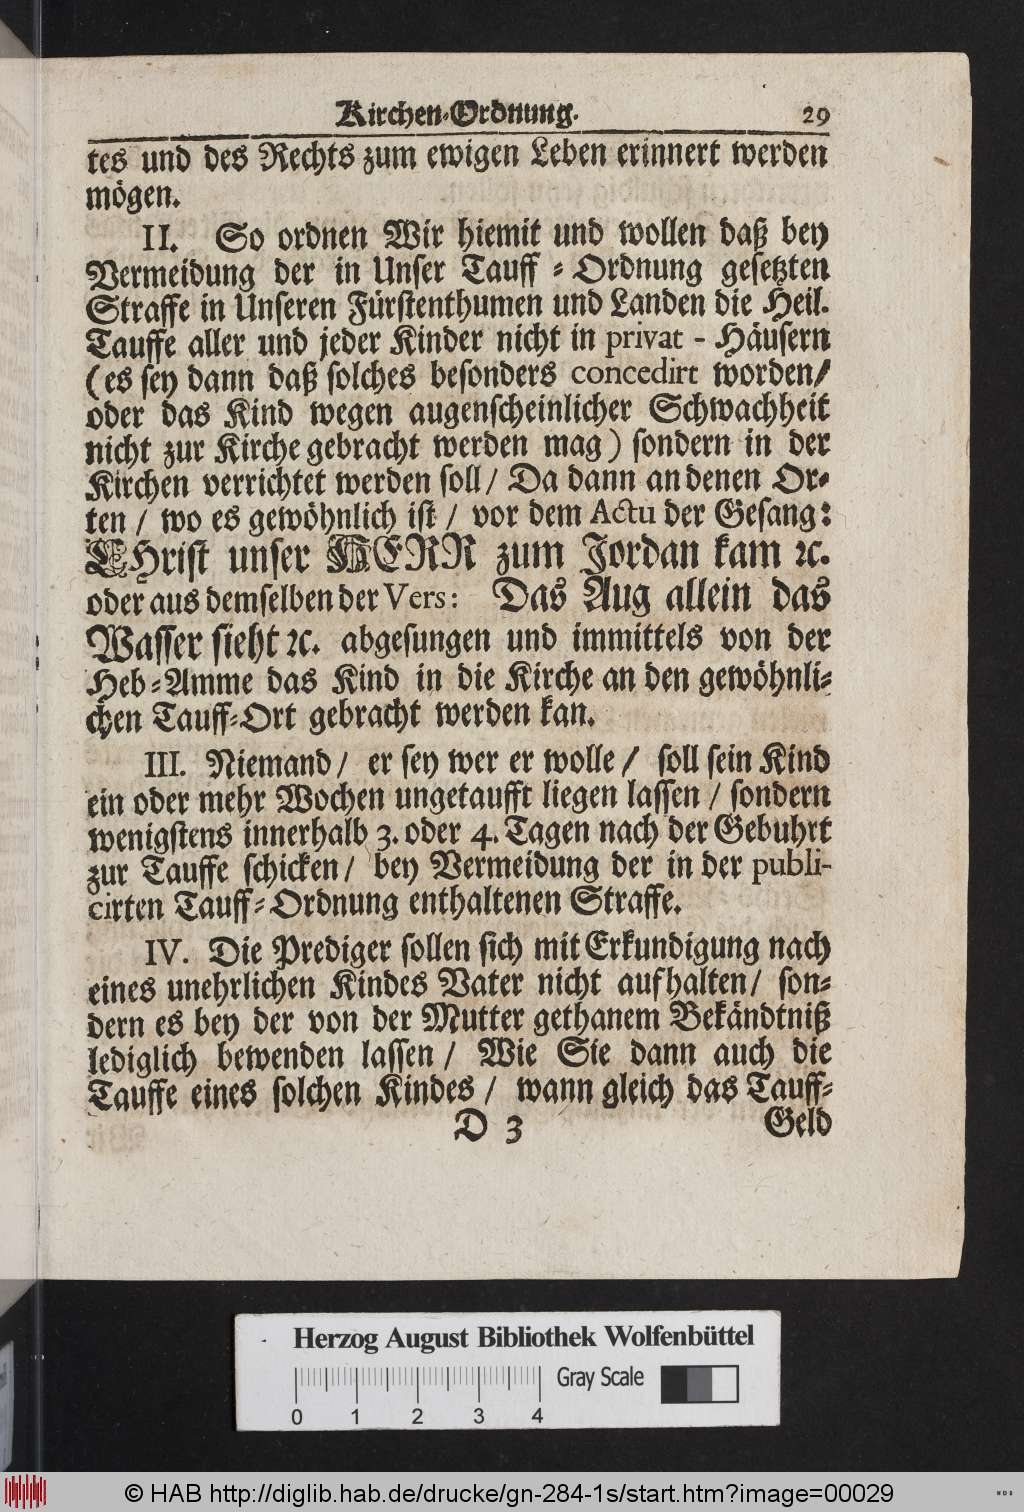 Kirchen-Ordnung. 29
tes und des Rechts zum ewigen Leben erinnert werden
mögen.
II. So ordnen Wir hiemit und wollen daß bey
Vermeidung der in Unser Tauff-Ordnung gesetzten
Straffe in Unseren Fürstenthumen und Landen die Heil.
Tauffe aller und jeder Kinder nicht in privat-Häusern
(es sey dann daß solches besonders concedirt worden/
oder das Kind wegen augenscheinlicher Schwachheit
nicht zur Kirche gebracht werden mag) sondern in der
Kirchen verrichtet werden soll/ Da dann an denen Or-
ten/ wo es gewöhnlich ist/ vor dem Actu der Gesang:
CHrist unser HERR zum Jordan kam ꝛc.
oder aus demselben der Vers: Das Aug allein das
Wasser sieht ꝛc. abgesungen und immittels von der
Heb-Amme das Kind in die Kirche an den gewöhnli-
chen Tauff-Ort gebracht werden kan.
III. Niemand/ er sey wer er wolle/ soll sein Kind
ein oder mehr Wochen ungetaufft liegen lassen/ sondern
wenigstens innerhalb 3. oder 4. Tagen nach der Gebuhrt
zur Tauffe schicken/ bey Vermeidung der in der publi-
cirten Tauff-Ordnung enthaltenen Straffe.
IV. Die Prediger sollen sich mit Erkundigung nach
eines unehrlichen Kindes Vater nicht aufhalten/ son-
dern es bey der von der Mutter gethanem Bekändtniß
lediglich bewenden lassen/ Wie Sie dann auch die
Tauffe eines solchen Kindes/ wann gleich das Tauff-
D 3 Geld
Herzog August Bibliothek Wolfenbüttel
Gray Scale
0 1 2 3 4
© HAB http://diglib.hab.de/drucke/gn-284-1s/start.htm?image=00029